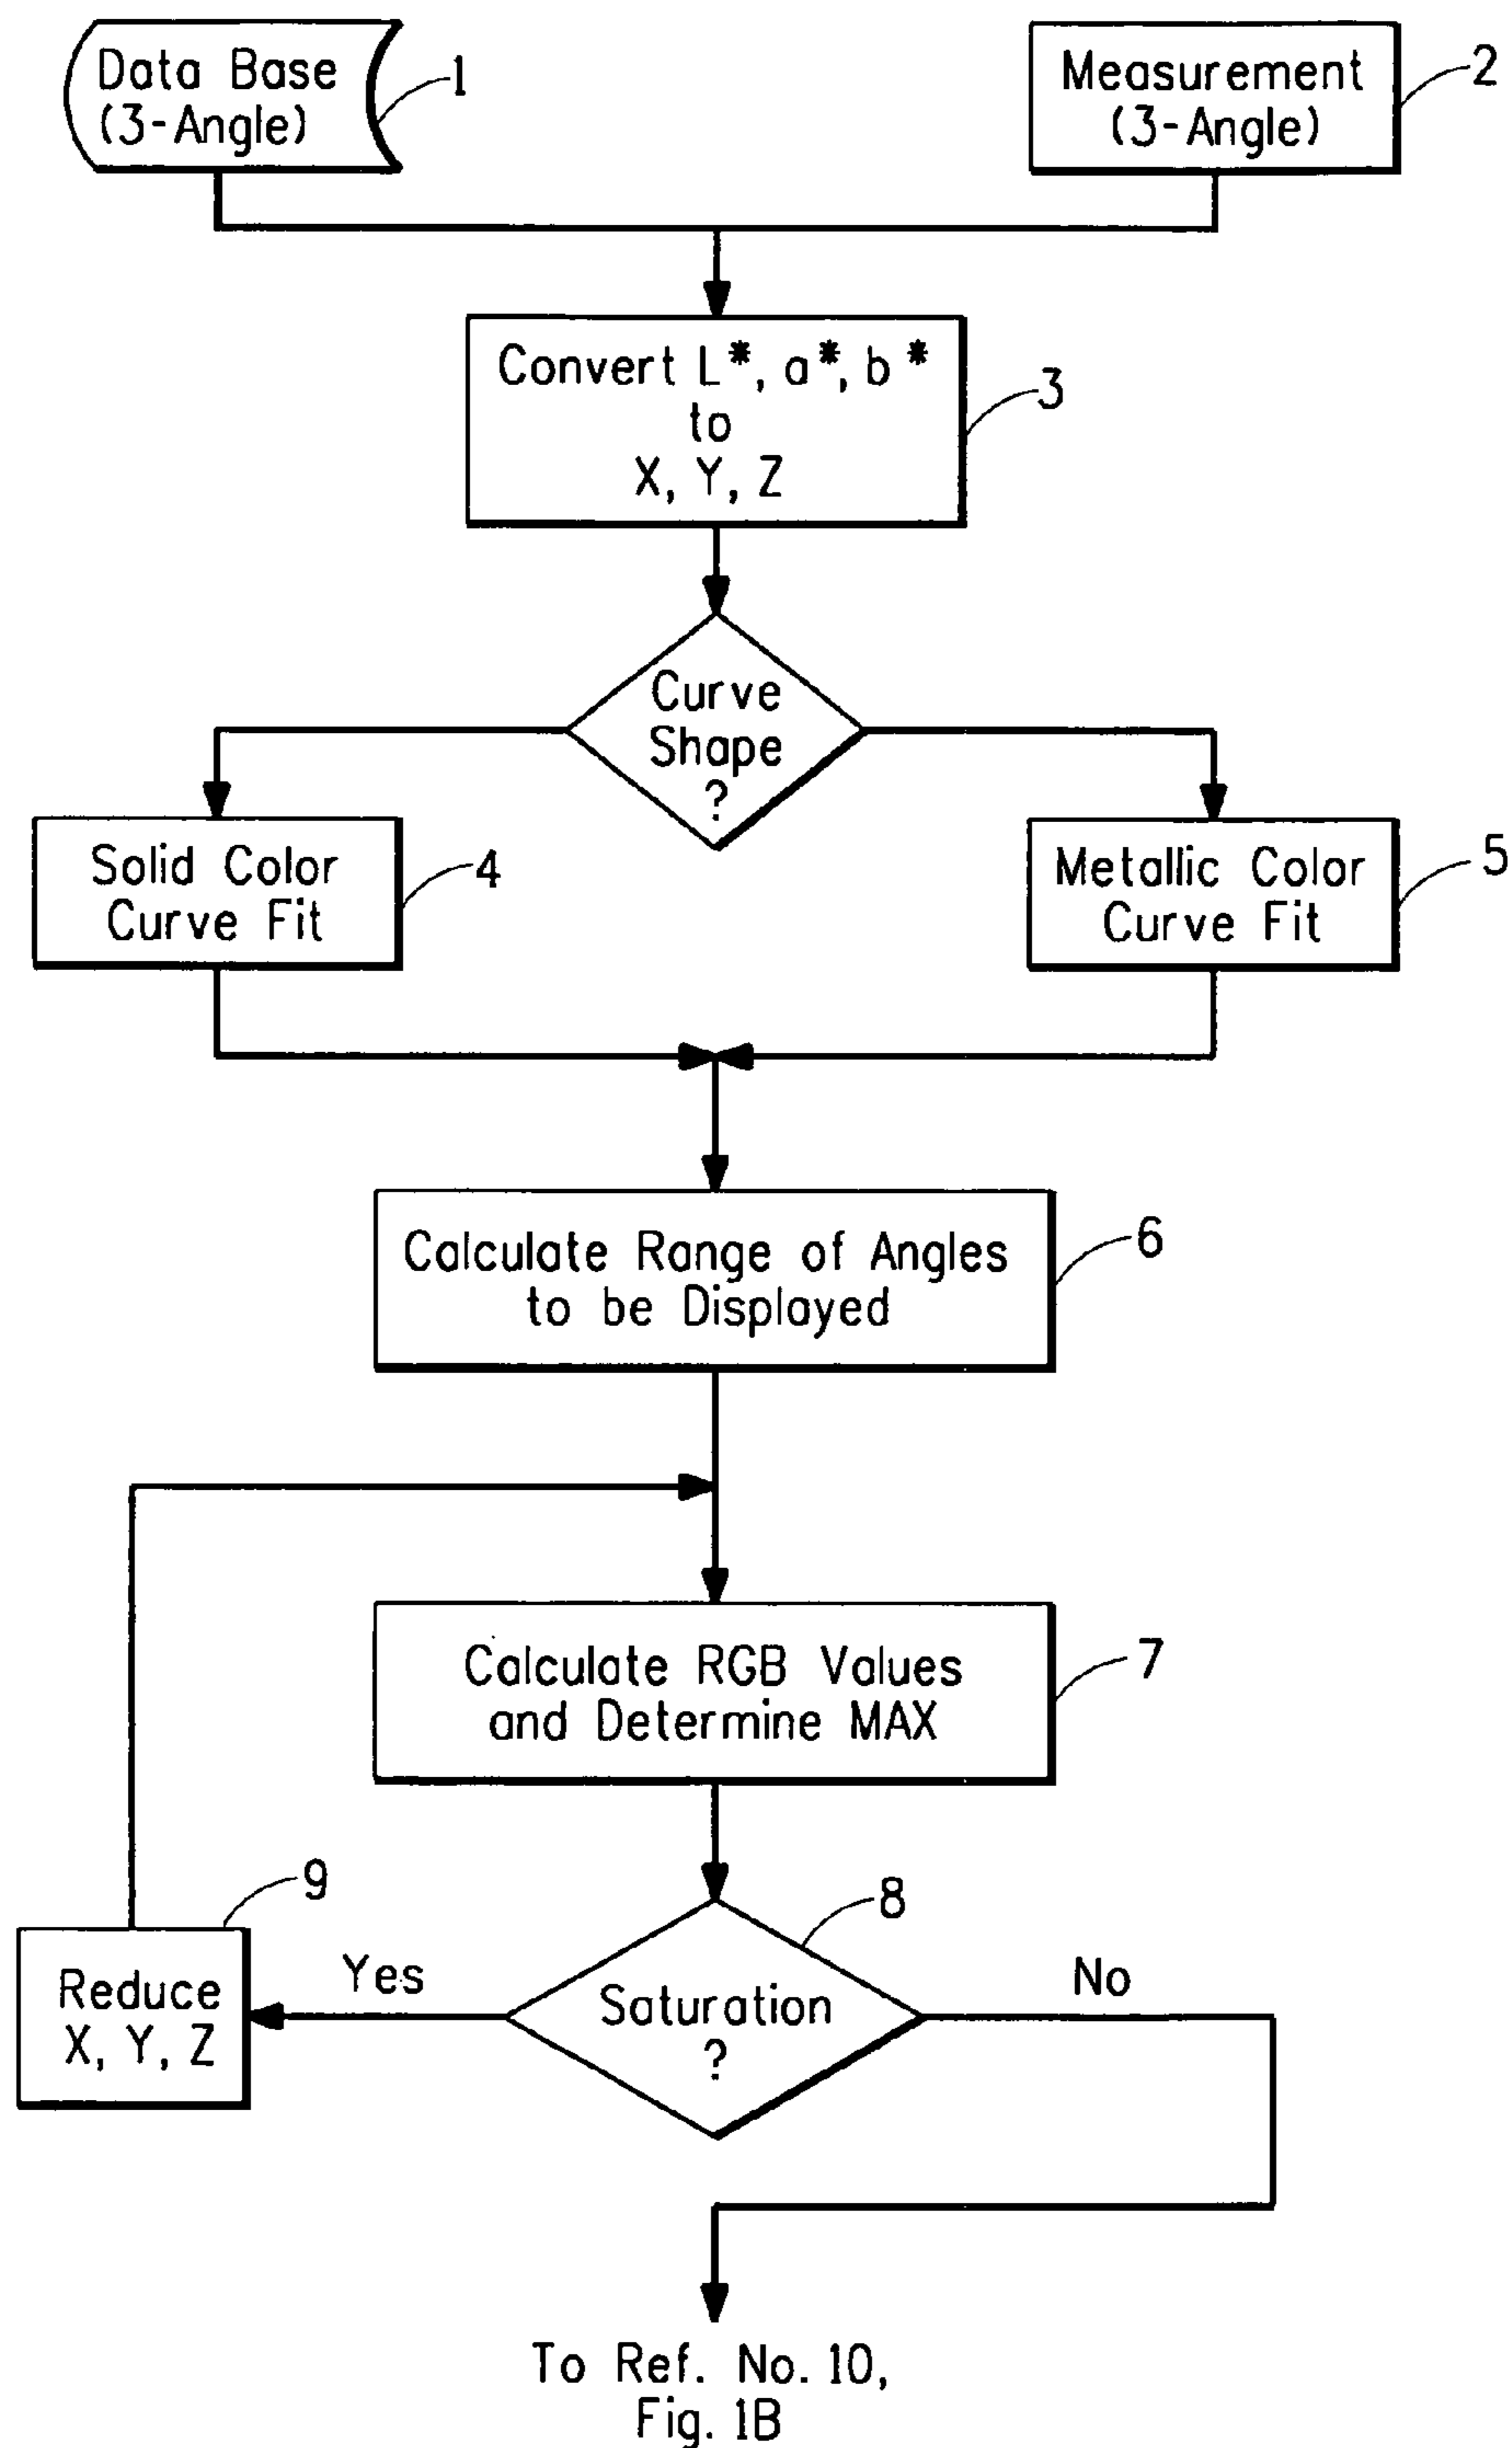 Data Base
(3-Angle)
1
Measurement
(3-Angle)
2
Convert L*, a*, b*
to
X, Y, Z
3
Curve
Shape
?
Solid Color
Curve Fit
4
Metallic Color
Curve Fit
5
Calculate Range of Angles
to be Displayed
6
Calculate RGB Values
and Determine MAX
7
8
9
Reduce
X, Y, Z
Yes
Saturation
?
No
To Ref. No. 10,
Fig. 1B